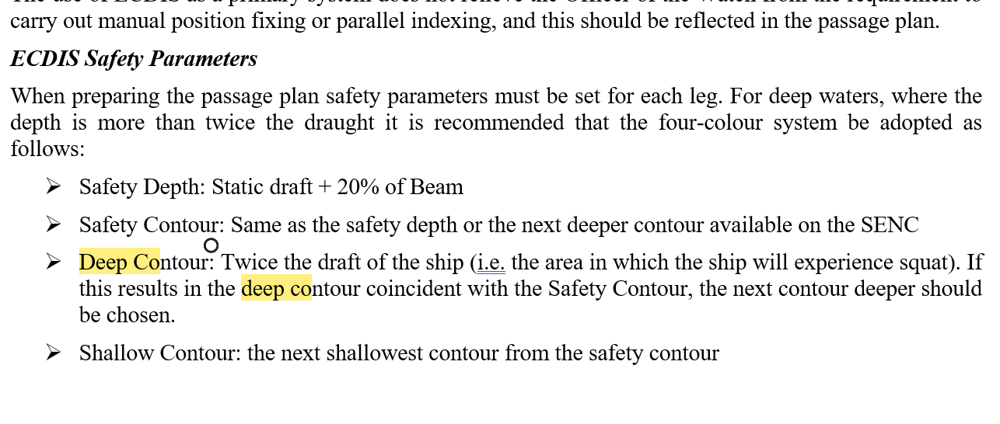 carry out manual position fixing or parallel indexing, and this should be reflected in the passage plan.
ECDIS Safety Parameters
When preparing the passage plan safety parameters must be set for each leg. For deep waters, where the
depth is more than twice the draught it is recommended that the four-colour system be adopted as
follows:
➢ Safety Depth: Static draft + 20% of Beam
➢ Safety Contour: Same as the safety depth or the next deeper contour available on the SENC
➢ Deep Contour: Twice the draft of the ship (i.e. the area in which the ship will experience squat). If
this results in the deep contour coincident with the Safety Contour, the next contour deeper should
be chosen.
➢ Shallow Contour: the next shallowest contour from the safety contour